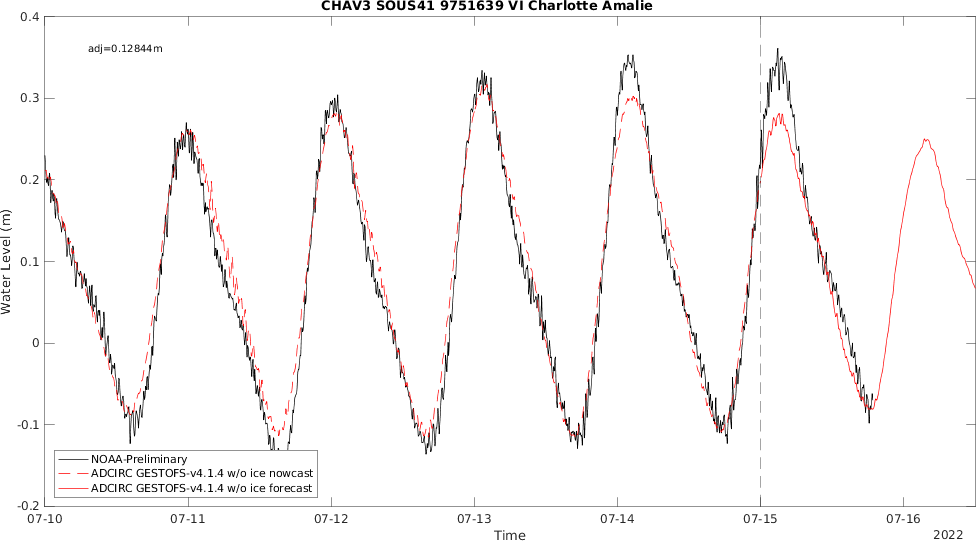 CHAV3 SOUS41 9751639 VI Charlotte Amalie
adj=0.12844m
0.4
0.3
0.2
0.1
0
-0.1
-0.2
Water Level (m)
NOAA-Preliminary
ADCIRC GESTOFS-v4.1.4 w/o ice nowcast
ADCIRC GESTOFS-v4.1.4 w/o ice forecast
07-10 07-11 07-12 07-13 07-14 07-15 07-16
Time
2022